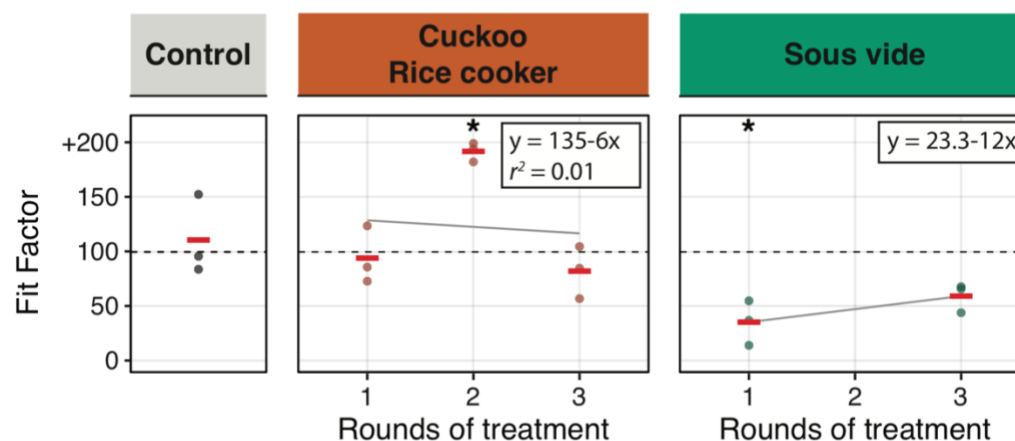 Control
Cuckoo
Rice cooker
Sous vide
Fit Factor
+200
150
100
50
0
*
y = 135-6x
r² = 0.01
1 2 3
Rounds of treatment
*
y = 23.3-12x
1 2 3
Rounds of treatment